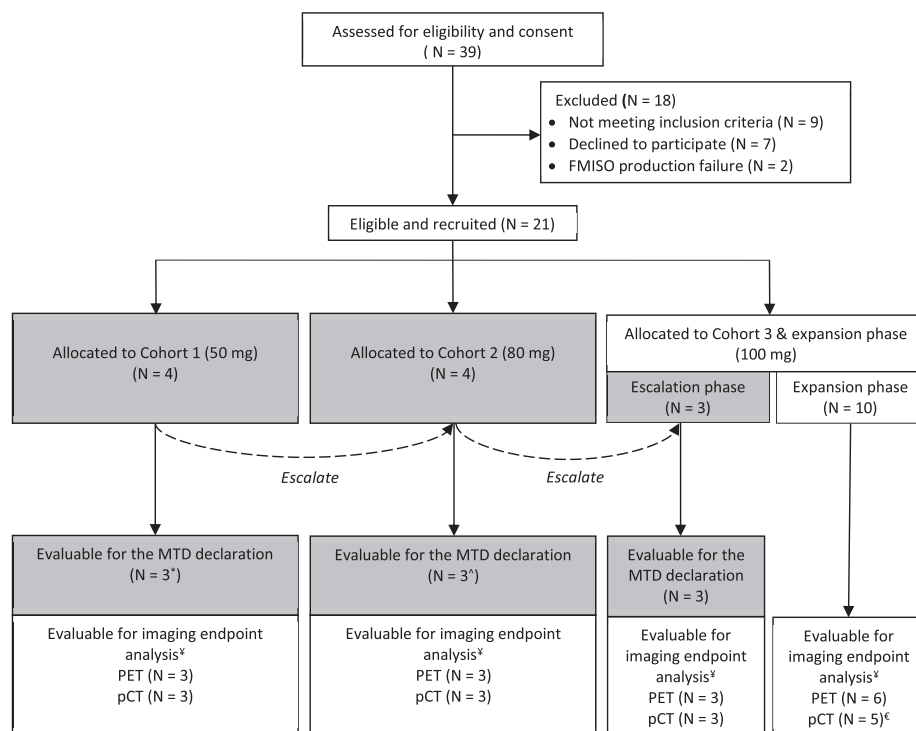 Assessed for eligibility and consent
( N = 39)
Excluded (N = 18)
• Not meeting inclusion criteria (N = 9)
• Declined to participate (N = 7)
• FMISO production failure (N = 2)
Eligible and recruited (N = 21)
Allocated to Cohort 1 (50 mg)
(N = 4)
Allocated to Cohort 2 (80 mg)
(N = 4)
Allocated to Cohort 3 & expansion phase
(100 mg)
Escalation phase
(N = 3)
Expansion phase
(N = 10)
Escalate
Escalate
Evaluable for the MTD declaration
(N = 3*)
Evaluable for imaging endpoint
analysis¥
PET (N = 3)
pCT (N = 3)
Evaluable for the MTD declaration
(N = 3^)
Evaluable for imaging endpoint
analysis¥
PET (N = 3)
pCT (N = 3)
Evaluable for the
MTD declaration
(N = 3)
Evaluable for
imaging endpoint
analysis¥
PET (N = 3)
pCT (N = 3)
Evaluable for
imaging endpoint
analysis¥
PET (N = 6)
pCT (N = 5)€